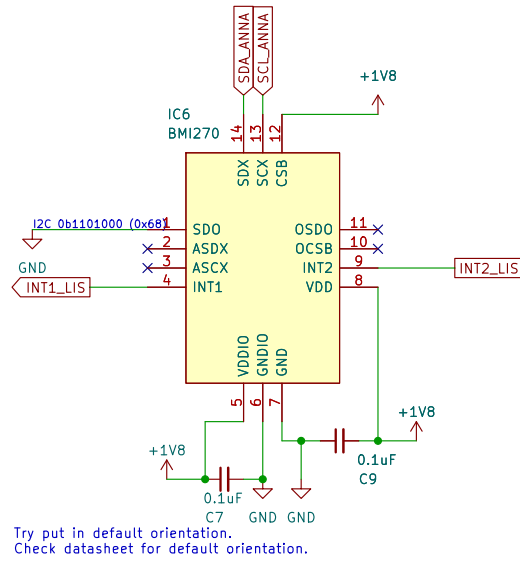 SDA_ANNA
SCL_ANNA
+1V8
IC6
BMI270
14
13
12
SDX
SCX
CSB
I2C 0b1101000 (0x68)
1
SDO
OSDO
11
2
ASDX
OCSB
10
GND
3
ASCX
INT2
9
INT2_LIS
INT1_LIS
4
INT1
VDD
8
VDDIO
GNDIO
GND
5
6
7
+1V8
+1V8
0.1uF
C9
0.1uF
C7
GND
GND
Try put in default orientation.
Check datasheet for default orientation.